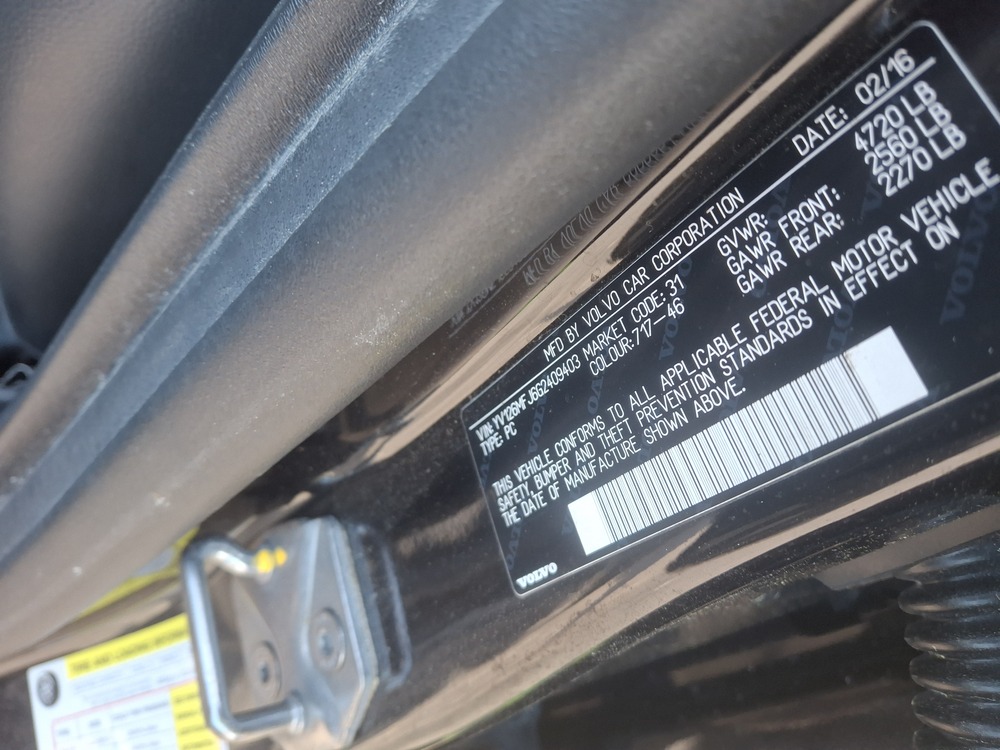 MFD BY VOLVO CAR CORPORATION DATE: 02/16
VIN: YV126MFJ6G2409403 MARKET CODE: 31 GVWR: 4720 LB
TYPE: PC COLOUR: 717-46 GAWR FRONT: 2560 LB
GAWR REAR: 2270 LB
THIS VEHICLE CONFORMS TO ALL APPLICABLE FEDERAL MOTOR VEHICLE
SAFETY, BUMPER AND THEFT PREVENTION STANDARDS IN EFFECT ON
THE DATE OF MANUFACTURE SHOWN ABOVE.
VOLVO